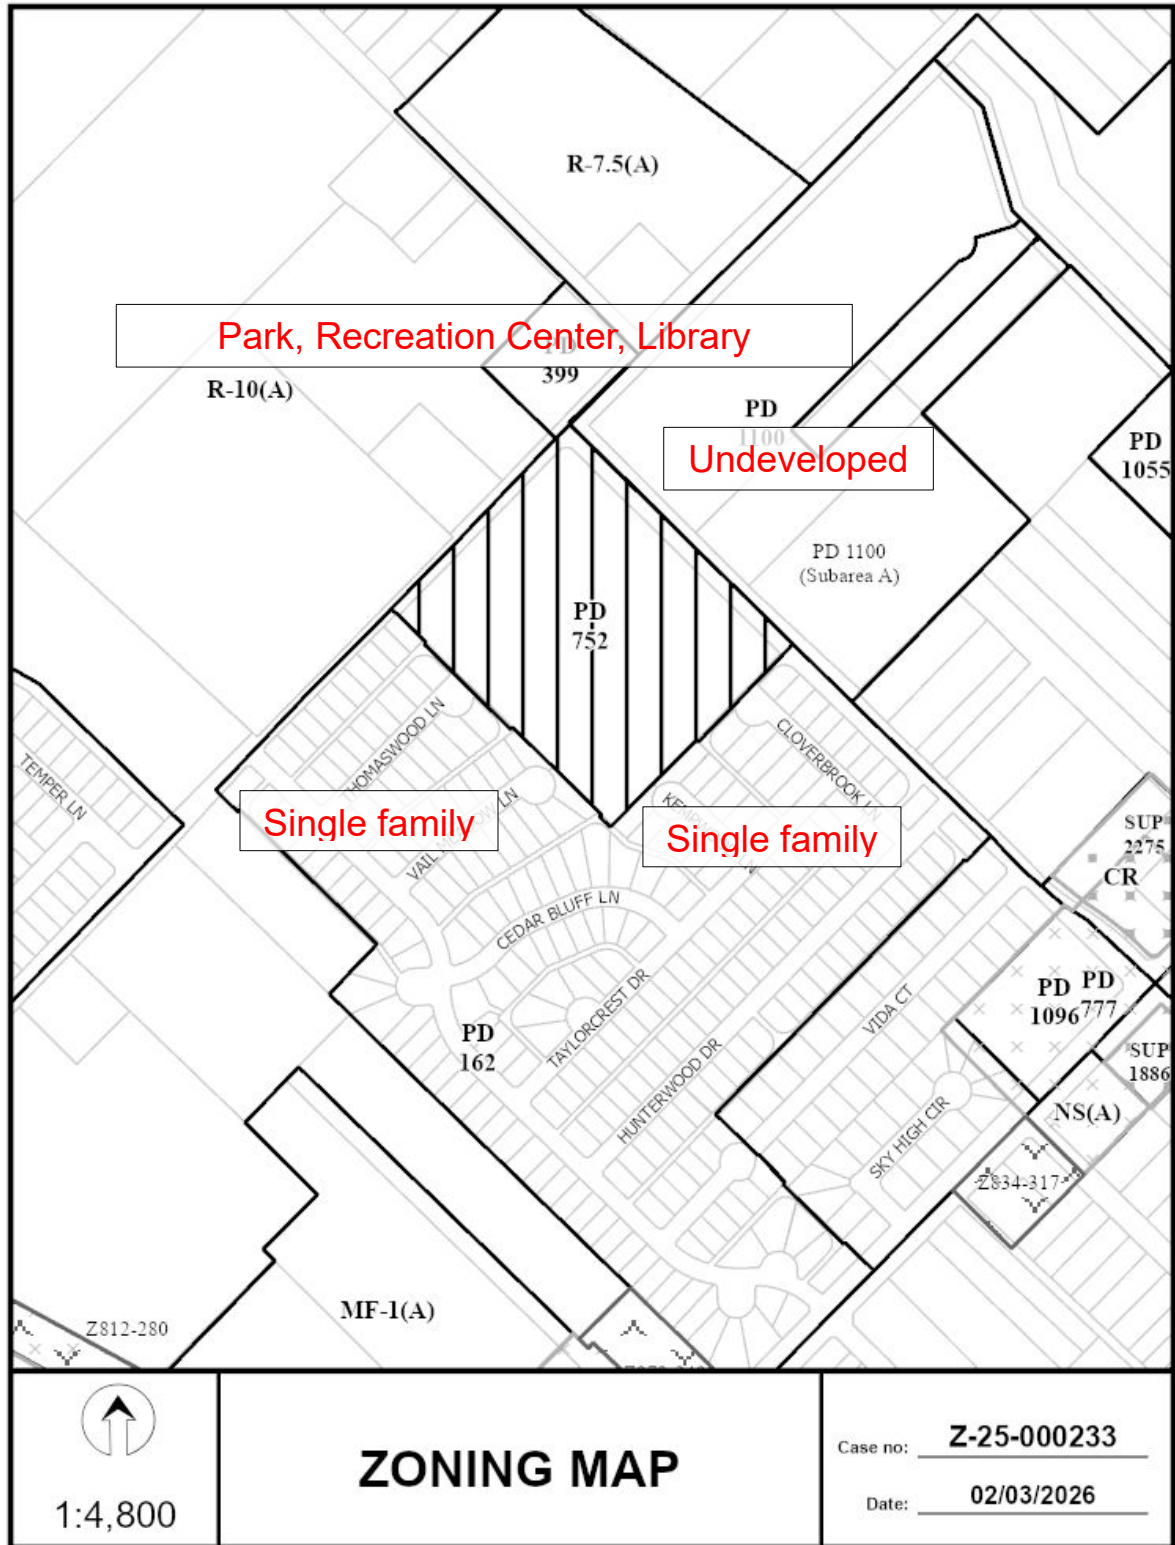 R-7.5(A)
Park, Recreation Center, Library
PD
399
R-10(A)
PD
1100
Undeveloped
PD
1055
PD 1100
(Subarea A)
PD
752
THOMASWOOD LN
CLOVERBROOK LN
TEMPER LN
Single family
Single family
SUP
2275
CR
CEDAR BLUFF LN
TAYLORCREST DR
VIDA CT
PD
1096
PD
777
PD
162
HUNTERWOOD DR
SUP
1886
NS(A)
SKY HIGH CIR
Z834-317
MF-1(A)
Z812-280
ZONING MAP
1:4,800
Case no: Z-25-000233
Date: 02/03/2026